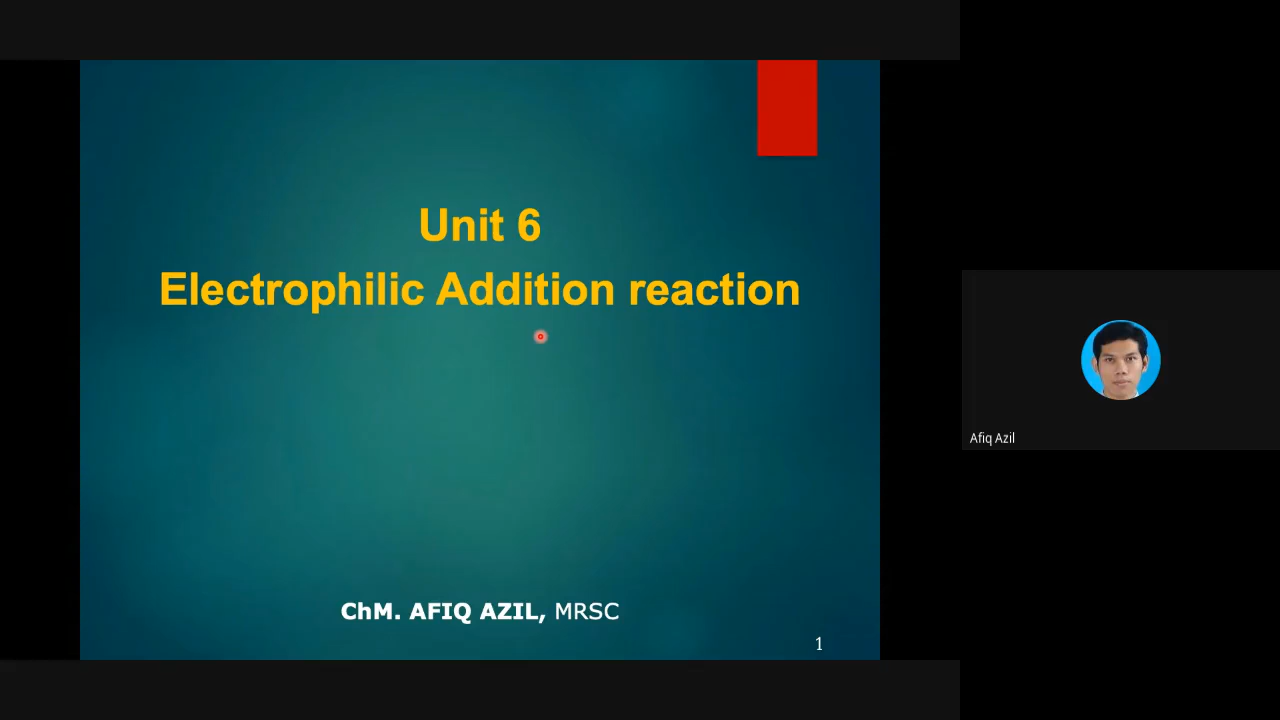 Unit 6
Electrophilic Addition reaction
ChM. AFIQ AZIL, MRSC
1
Afiq Azil